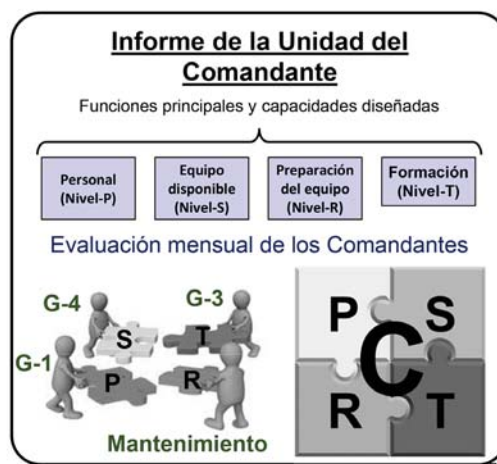 Informe de la Unidad del
Comandante
Funciones principales y capacidades diseñadas
Personal
(Nivel-P)
Equipo
disponible
(Nivel-S)
Preparación
del equipo
(Nivel-R)
Formación
(Nivel-T)
Evaluación mensual de los Comandantes
G-4
G-3
S
T
G-1
P
R
Mantenimiento
P
S
C
R
T